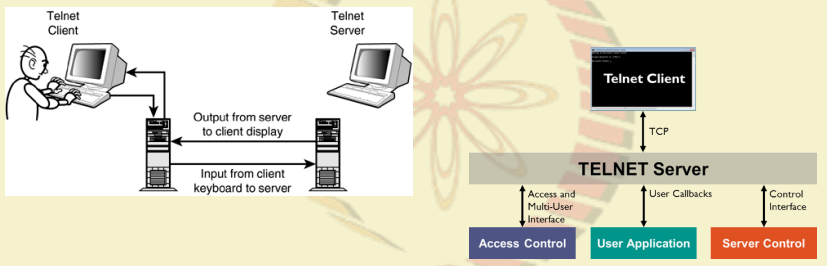 Telnet
Client
Telnet
Server
Output from server
to client display
Input from client
keyboard to server
Telnet Client
TCP
TELNET Server
Access and
Multi-User
Interface
User Callbacks
Control
Interface
Access Control
User Application
Server Control